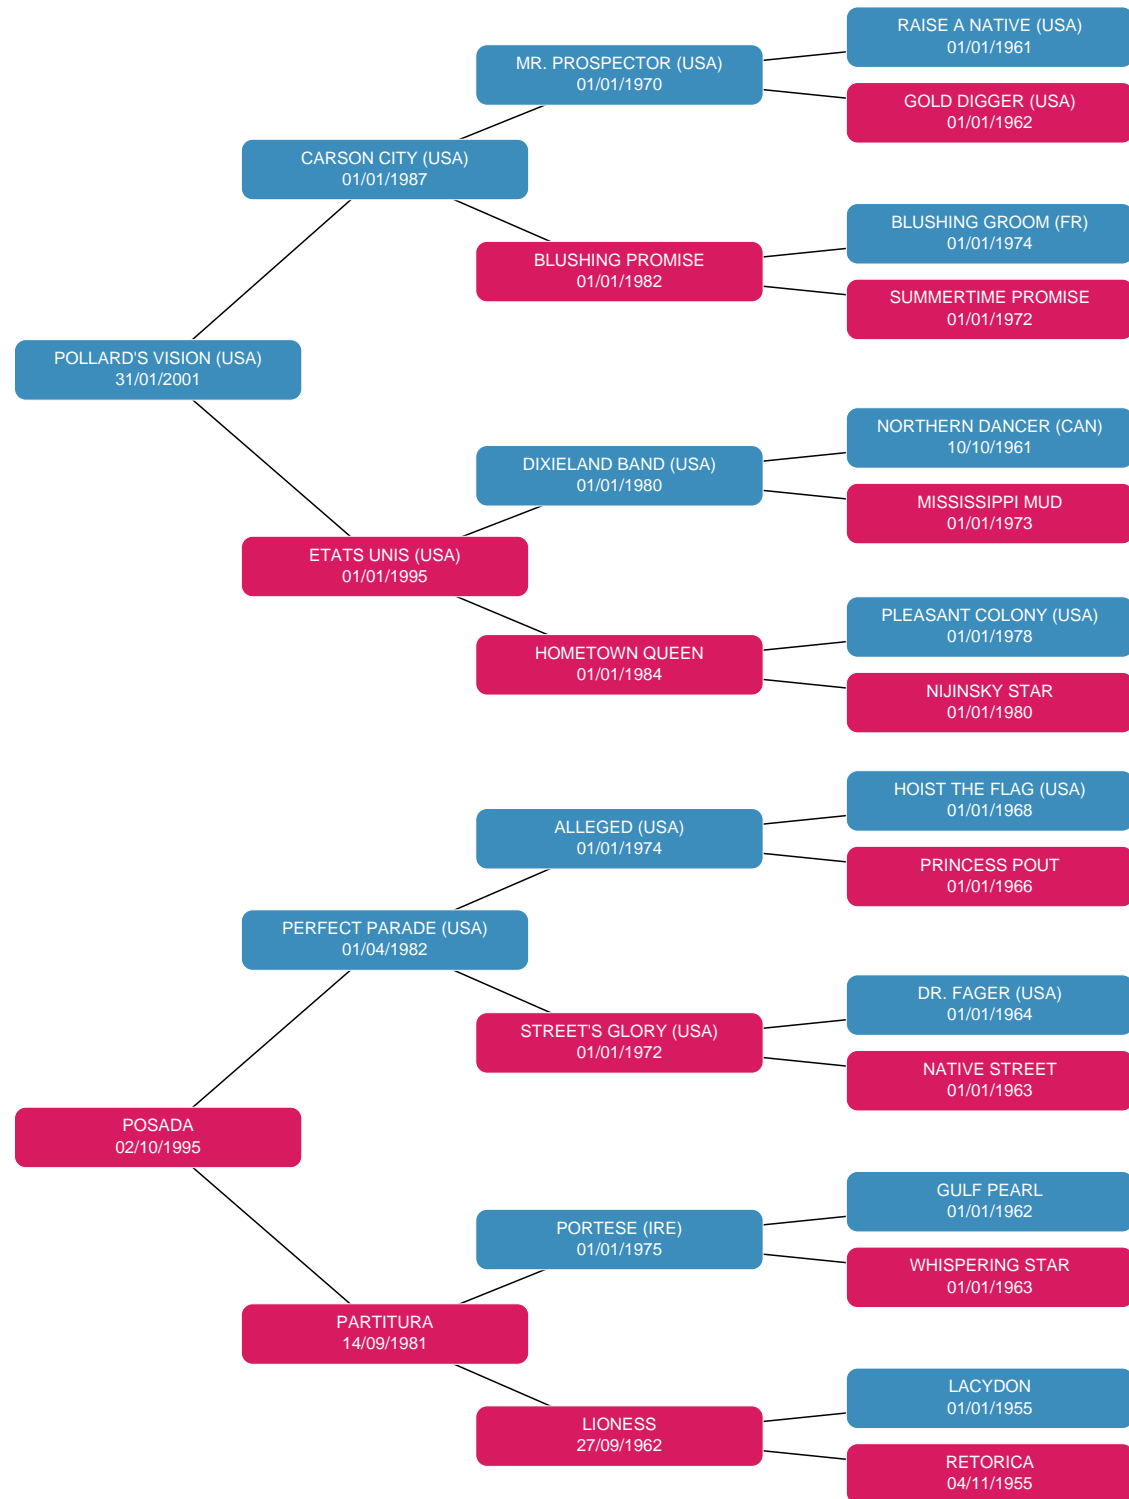 RAISE A NATIVE (USA)
01/01/1961
MR. PROSPECTOR (USA)
01/01/1970
GOLD DIGGER (USA)
01/01/1962
CARSON CITY (USA)
01/01/1987
BLUSHING GROOM (FR)
01/01/1974
BLUSHING PROMISE
01/01/1982
SUMMERTIME PROMISE
01/01/1972
POLLARD'S VISION (USA)
31/01/2001
NORTHERN DANCER (CAN)
10/10/1961
DIXIELAND BAND (USA)
01/01/1980
MISSISSIPPI MUD
01/01/1973
ETATS UNIS (USA)
01/01/1995
PLEASANT COLONY (USA)
01/01/1978
HOMETOWN QUEEN
01/01/1984
NIJINSKY STAR
01/01/1980
HOIST THE FLAG (USA)
01/01/1968
ALLEGED (USA)
01/01/1974
PRINCESS POUT
01/01/1966
PERFECT PARADE (USA)
01/04/1982
DR. FAGER (USA)
01/01/1964
STREET'S GLORY (USA)
01/01/1972
NATIVE STREET
01/01/1963
POSADA
02/10/1995
GULF PEARL
01/01/1962
PORTESE (IRE)
01/01/1975
WHISPERING STAR
01/01/1963
PARTITURA
14/09/1981
LACYDON
01/01/1955
LIONESS
27/09/1962
RETORICA
04/11/1955